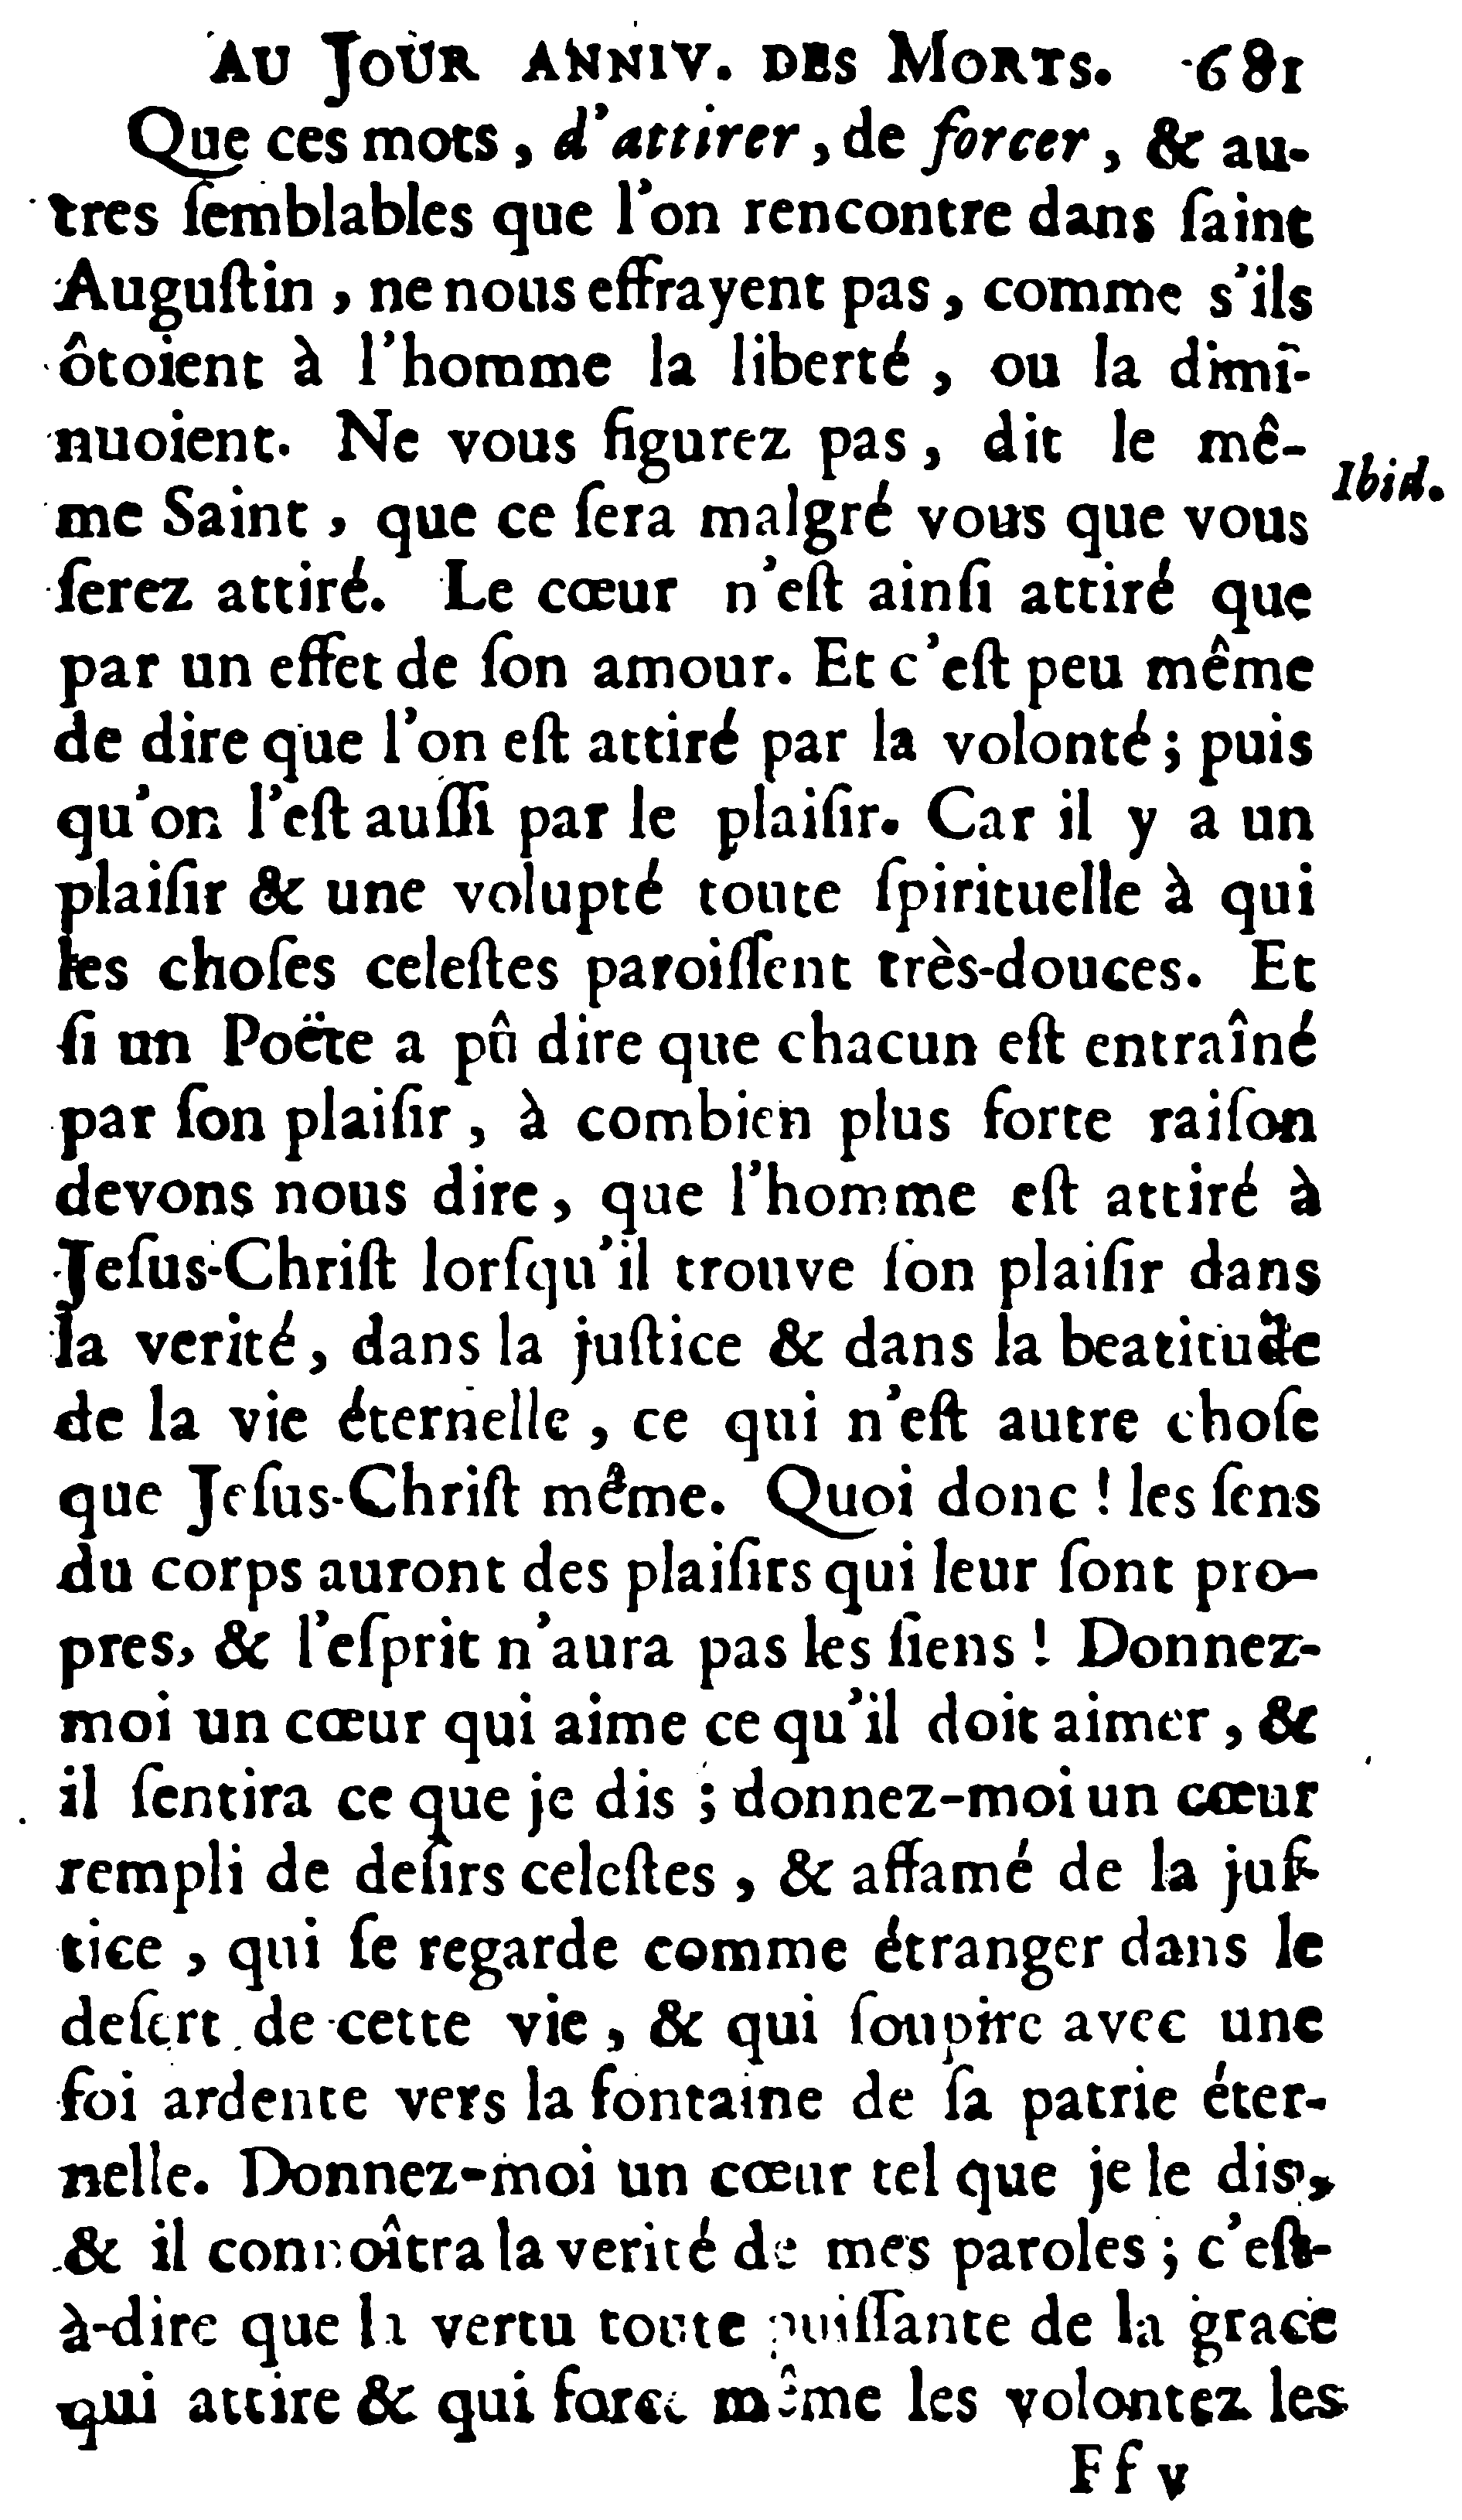 AU JOUR ANNIV. DES MORTS. 681
Que ces mots, d'attirer, de forcer, & au-
tres ſemblables que l'on rencontre dans ſaint
Auguſtin, ne nous effrayent pas, comme s'ils
ôtoient à l'homme la liberté, ou la dimi-
nuoient. Ne vous figurez pas, dit le mê-
Ibid.
me Saint, que ce ſera malgré vous que vous
ſerez attiré. Le cœur n'eſt ainſi attiré que
par un effet de ſon amour. Et c'eſt peu même
de dire que l'on eſt attiré par la volonté; puis
qu'on l'eſt auſſi par le plaiſir. Car il y a un
plaiſir & une volupté toute ſpirituelle à qui
les choſes celeſtes paroiſſent très-douces. Et
ſi un Poëte a pû dire que chacun eſt entraîné
par ſon plaiſir, à combien plus forte raiſon
devons nous dire, que l'homme eſt attiré à
Jeſus-Chriſt lorſqu'il trouve ſon plaiſir dans
la verité, dans la juſtice & dans la beatitude
de la vie éternelle, ce qui n'eſt autre choſe
que Jeſus-Chriſt même. Quoi donc! les ſens
du corps auront des plaiſirs qui leur ſont pro-
pres, & l'eſprit n'aura pas les ſiens! Donnez-
moi un cœur qui aime ce qu'il doit aimer, &
il ſentira ce que je dis; donnez-moi un cœur
rempli de deſirs celeſtes, & affamé de la juſ-
tice, qui ſe regarde comme étranger dans le
deſert de cette vie, & qui ſoupire avec une
foi ardente vers la fontaine de ſa patrie éter-
nelle. Donnez-moi un cœur tel que je le dis,
& il connoîtra la verité de mes paroles; c'eſt-
à-dire que la vertu toute puiſſante de la grace
qui attire & qui force même les volontez les
Ff v